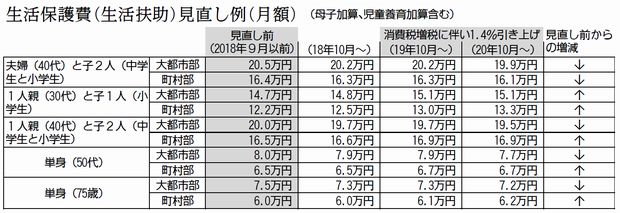 生活保護費(生活扶助)見直し例(月額) (母子加算、児童養育加算含む)
見直し前 消費税増税に伴い1.4%引き上げ 見直し前から
(2018年9月以前) (18年10月~) (19年10月~) (20年10月~) の増減
夫婦(40代)と子2人(中学生と小学生) 大都市部 20.5万円 20.2万円 20.2万円 19.9万円 ↓
町村部 16.4万円 16.3万円 16.3万円 16.1万円 ↓
1人親(30代)と子1人(小学生) 大都市部 14.7万円 14.8万円 15.1万円 15.1万円 ↑
町村部 12.2万円 12.5万円 13.0万円 13.3万円 ↑
1人親(40代)と子2人(中学生と小学生) 大都市部 20.0万円 19.7万円 19.7万円 19.5万円 ↓
町村部 16.5万円 16.6万円 16.9万円 16.9万円 ↑
単身(50代) 大都市部 8.0万円 7.9万円 7.9万円 7.7万円 ↓
町村部 6.5万円 6.5万円 6.7万円 6.7万円 ↑
単身(75歳) 大都市部 7.5万円 7.3万円 7.3万円 7.2万円 ↓
町村部 6.0万円 6.0万円 6.1万円 6.2万円 ↑